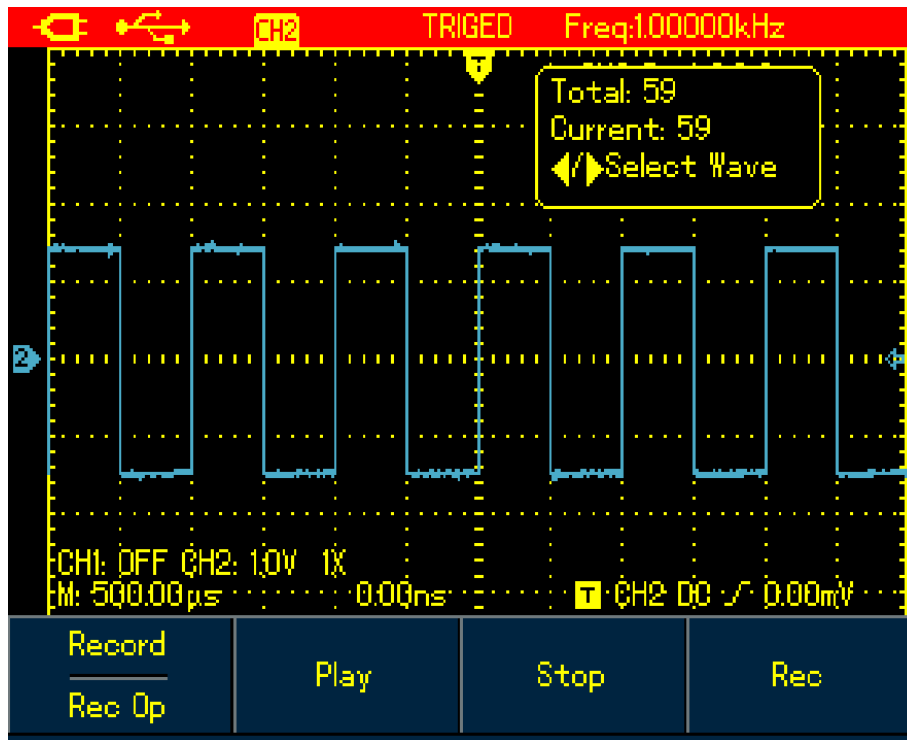 CH2 TRIGED Freq:1.00000kHz
T
Total: 59
Current: 59
/ Select Wave
2
CH1: OFF CH2: 1.0V 1X
M: 500.00μs 0.00ns T CH2 DC 0.00mV
Record
Rec Op
Play
Stop
Rec